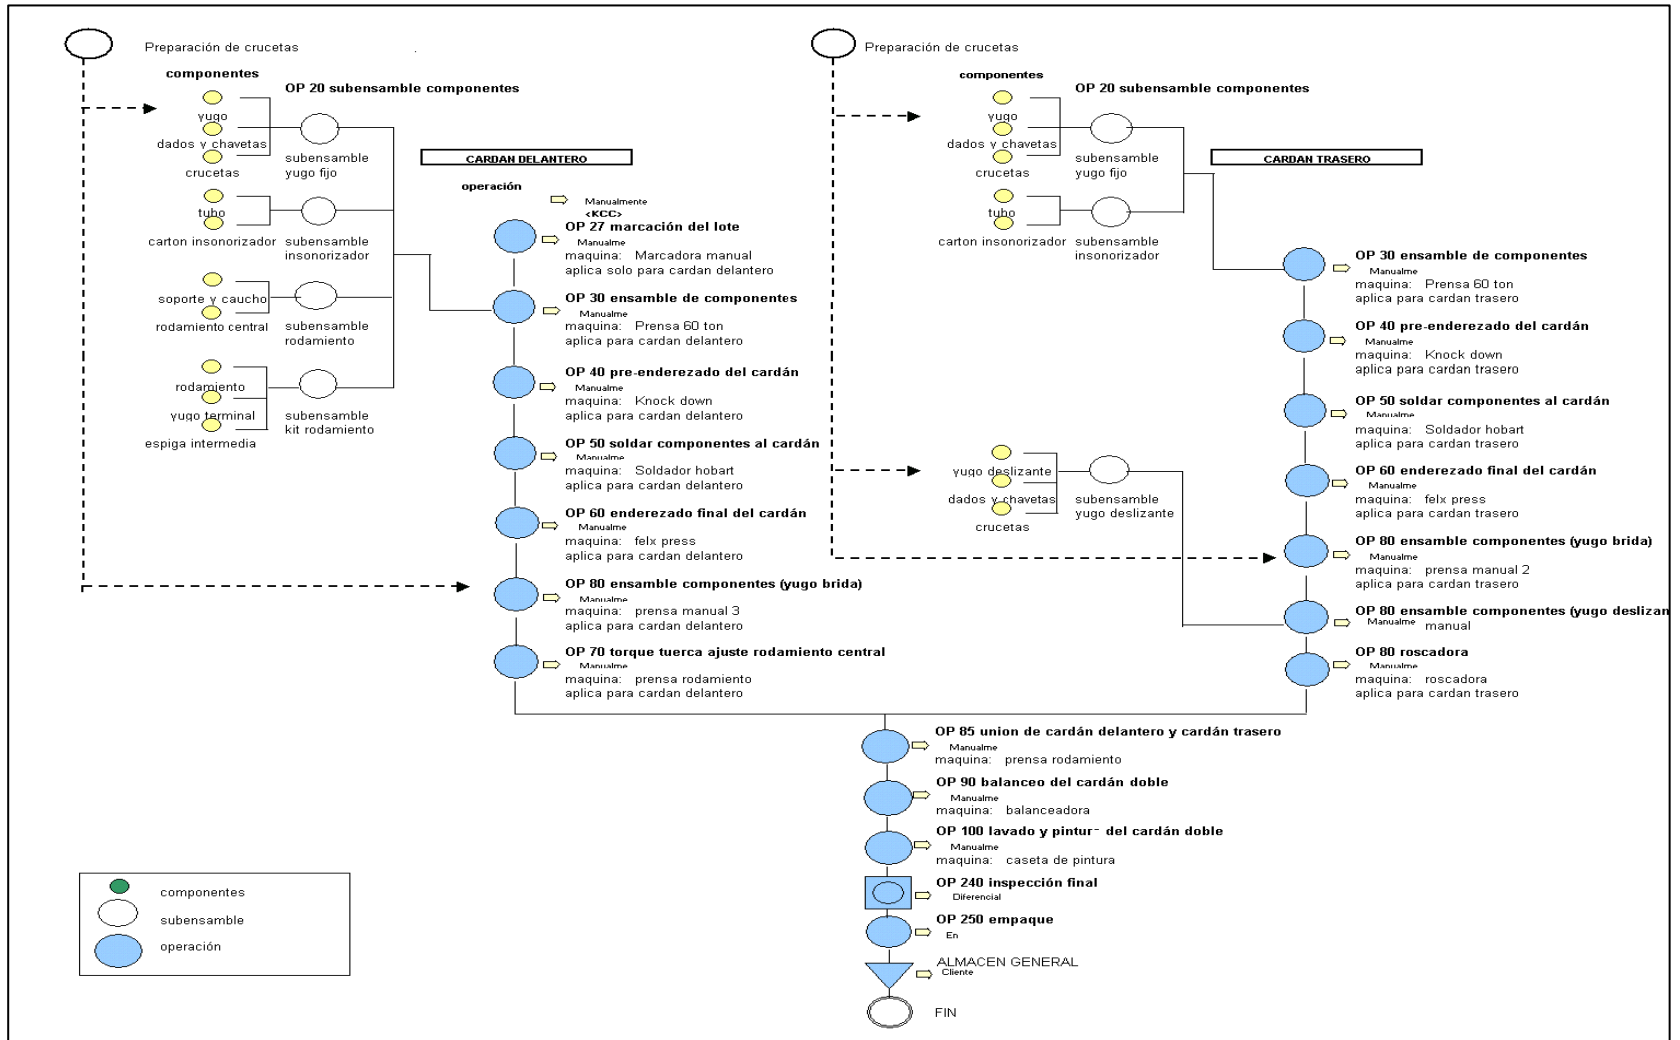 Preparación de crucetas
componentes
OP 20 subensamble componentes
yugo
dados y chavetas
crucetas
subensamble
yugo fijo
tubo
carton insonorizador
subensamble
insonorizador
soporte y caucho
rodamiento central
subensamble
rodamiento
rodamiento
yugo terminal
espiga intermedia
subensamble
kit rodamiento
CARDAN DELANTERO
operación
Manualmente
<KCC>
OP 27 marcación del lote
Manualme
maquina: Marcadora manual
aplica solo para cardan delantero
OP 30 ensamble de componentes
Manualme
maquina: Prensa 60 ton
aplica para cardan delantero
OP 40 pre-enderezado del cardán
Manualme
maquina: Knock down
aplica para cardan delantero
OP 50 soldar componentes al cardán
Manualme
maquina: Soldador hobart
aplica para cardan delantero
OP 60 enderezado final del cardán
Manualme
maquina: felx press
aplica para cardan delantero
OP 80 ensamble componentes (yugo brida)
Manualme
maquina: prensa manual 3
aplica para cardan delantero
OP 70 torque tuerca ajuste rodamiento central
Manualme
maquina: prensa rodamiento
aplica para cardan delantero
Preparación de crucetas
componentes
OP 20 subensamble componentes
yugo
dados y chavetas
crucetas
subensamble
yugo fijo
tubo
carton insonorizador
subensamble
insonorizador
yugo deslizante
dados y chavetas
crucetas
subensamble
yugo deslizante
CARDAN TRASERO
OP 30 ensamble de componentes
Manualme
maquina: Prensa 60 ton
aplica para cardan trasero
OP 40 pre-enderezado del cardán
Manualme
maquina: Knock down
aplica para cardan trasero
OP 50 soldar componentes al cardán
Manualme
maquina: Soldador hobart
aplica para cardan trasero
OP 60 enderezado final del cardán
Manualme
maquina: felx press
aplica para cardan trasero
OP 80 ensamble componentes (yugo brida)
Manualme
maquina: prensa manual 2
aplica para cardan trasero
OP 80 ensamble componentes (yugo deslizan
Manualme manual
OP 80 roscadora
Manualme
maquina: roscadora
aplica para cardan trasero
OP 85 union de cardán delantero y cardán trasero
Manualme
maquina: prensa rodamiento
OP 90 balanceo del cardán doble
Manualme
maquina: balanceadora
OP 100 lavado y pintur del cardán doble
Manualme
maquina: caseta de pintura
OP 240 inspección final
Diferencial
OP 250 empaque
En
ALMACEN GENERAL
Cliente
FIN
componentes
subensamble
operación